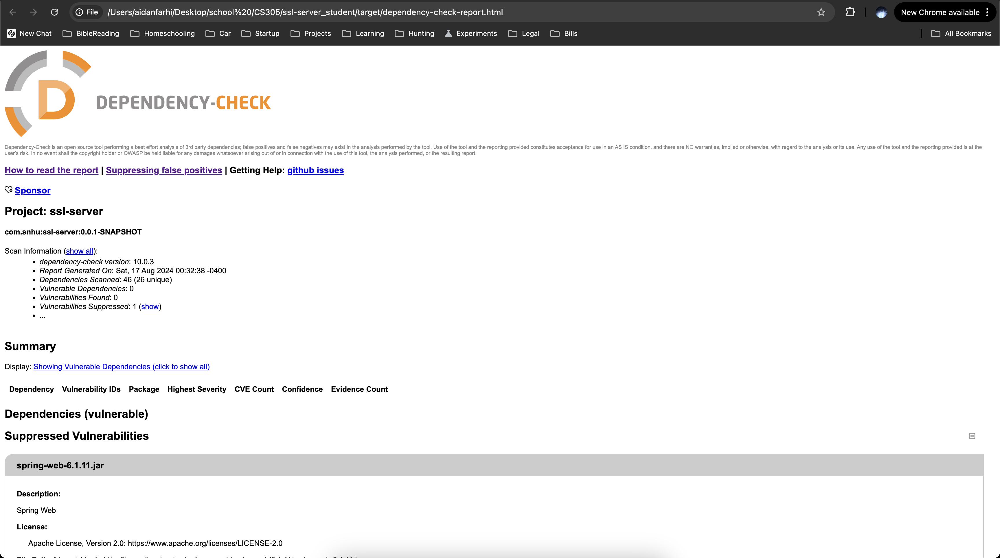 File /Users/aidanfarhi/Desktop/school%20/CS305/ssl-server_student/target/dependency-check-report.html New Chrome available
New Chat BibleReading Homeschooling Car Startup Projects Learning Hunting Experiments Legal Bills All Bookmarks
D DEPENDENCY-CHECK
Dependency-Check is an open source tool performing a best effort analysis of 3rd party dependencies; false positives and false negatives may exist in the analysis performed by the tool. Use of the tool and the reporting provided constitutes acceptance for use in an AS IS condition, and there are NO warranties, implied or otherwise, with regard to the analysis or its use. Any use of the tool and the reporting provided is at the
user's risk. In no event shall the copyright holder or OWASP be held liable for any damages whatsoever arising out of or in connection with the use of this tool, the analysis performed, or the resulting report.
How to read the report | Suppressing false positives | Getting Help: github issues
Sponsor
Project: ssl-server
com.snhu:ssl-server:0.0.1-SNAPSHOT
Scan Information (show all):
• dependency-check version: 10.0.3
• Report Generated On: Sat, 17 Aug 2024 00:32:38 -0400
• Dependencies Scanned: 46 (26 unique)
• Vulnerable Dependencies: 0
• Vulnerabilities Found: 0
• Vulnerabilities Suppressed: 1 (show)
• ...
Summary
Display: Showing Vulnerable Dependencies (click to show all)
Dependency Vulnerability IDs Package Highest Severity CVE Count Confidence Evidence Count
Dependencies (vulnerable)
Suppressed Vulnerabilities
spring-web-6.1.11.jar
Description:
Spring Web
License:
Apache License, Version 2.0: https://www.apache.org/licenses/LICENSE-2.0